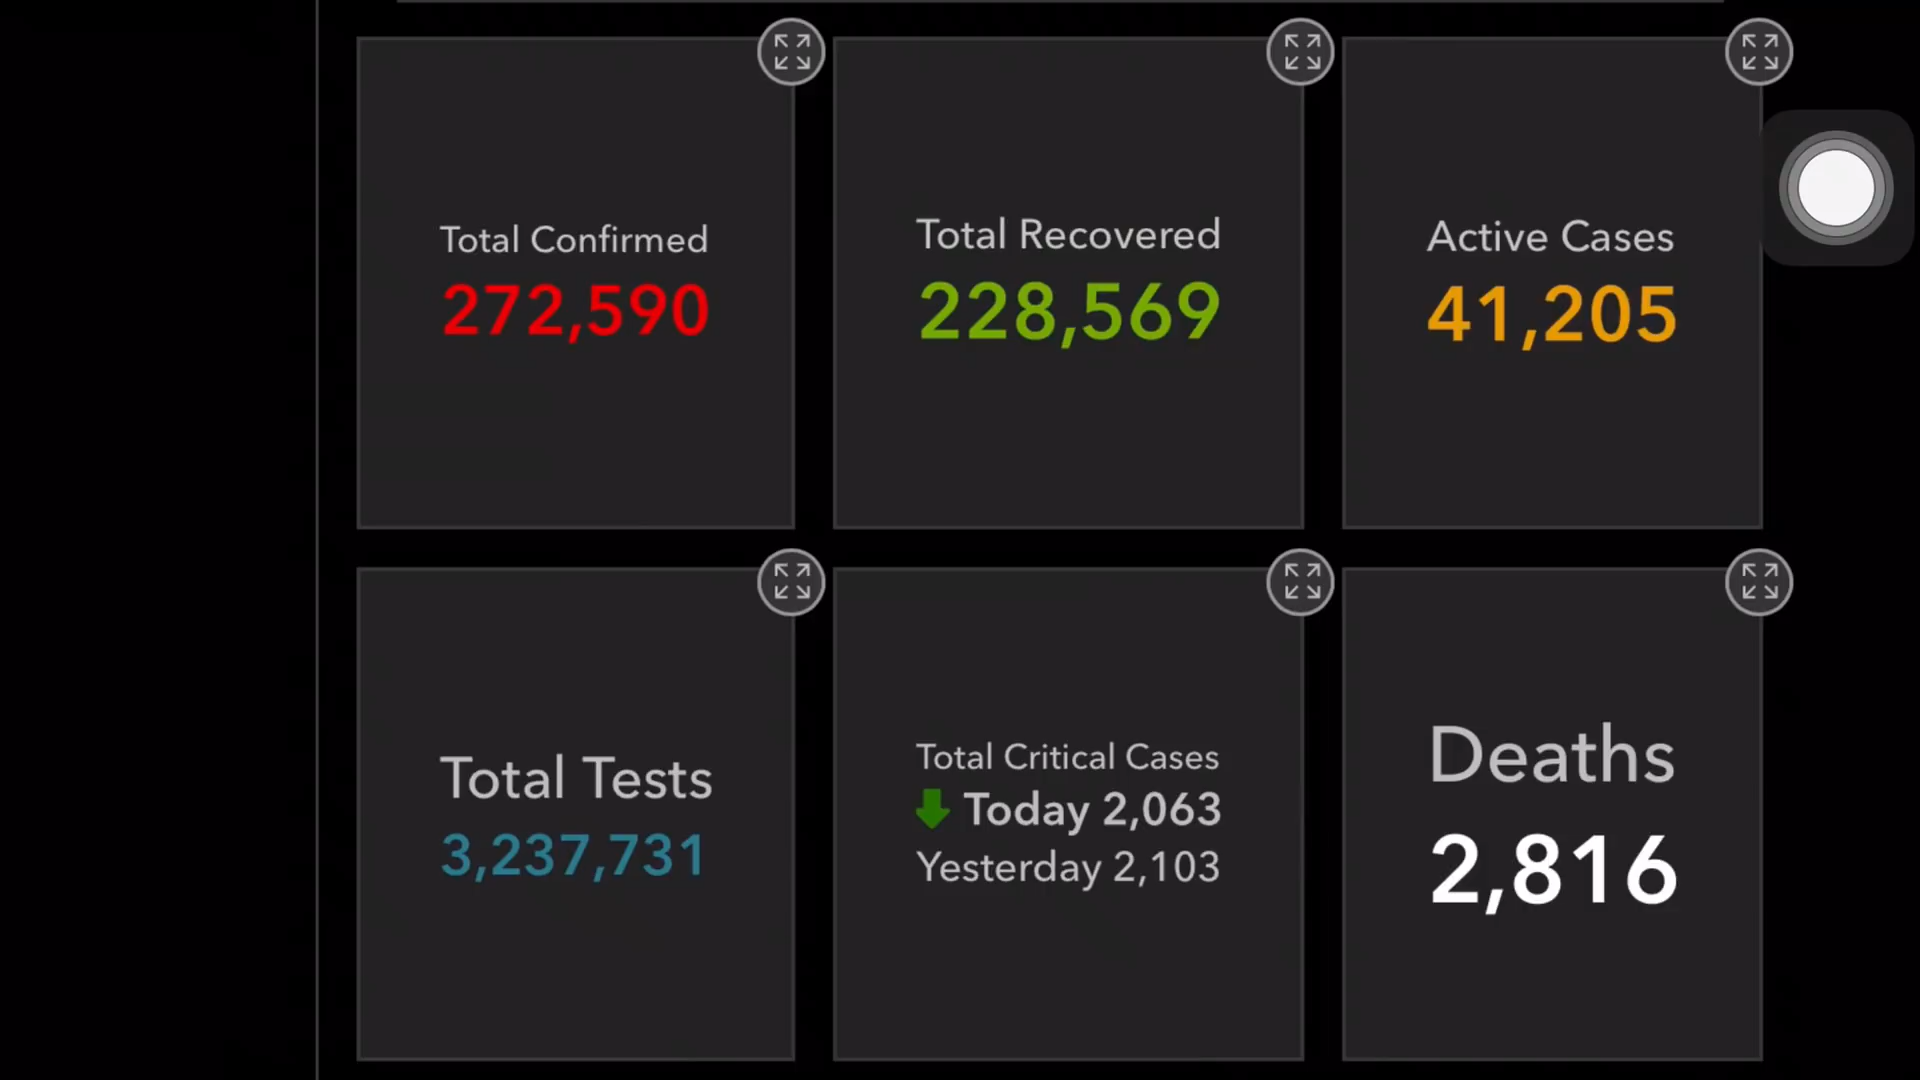 Total Confirmed
272,590
Total Recovered
228,569
Active Cases
41,205
Total Tests
3,237,731
Total Critical Cases
Today 2,063
Yesterday 2,103
Deaths
2,816